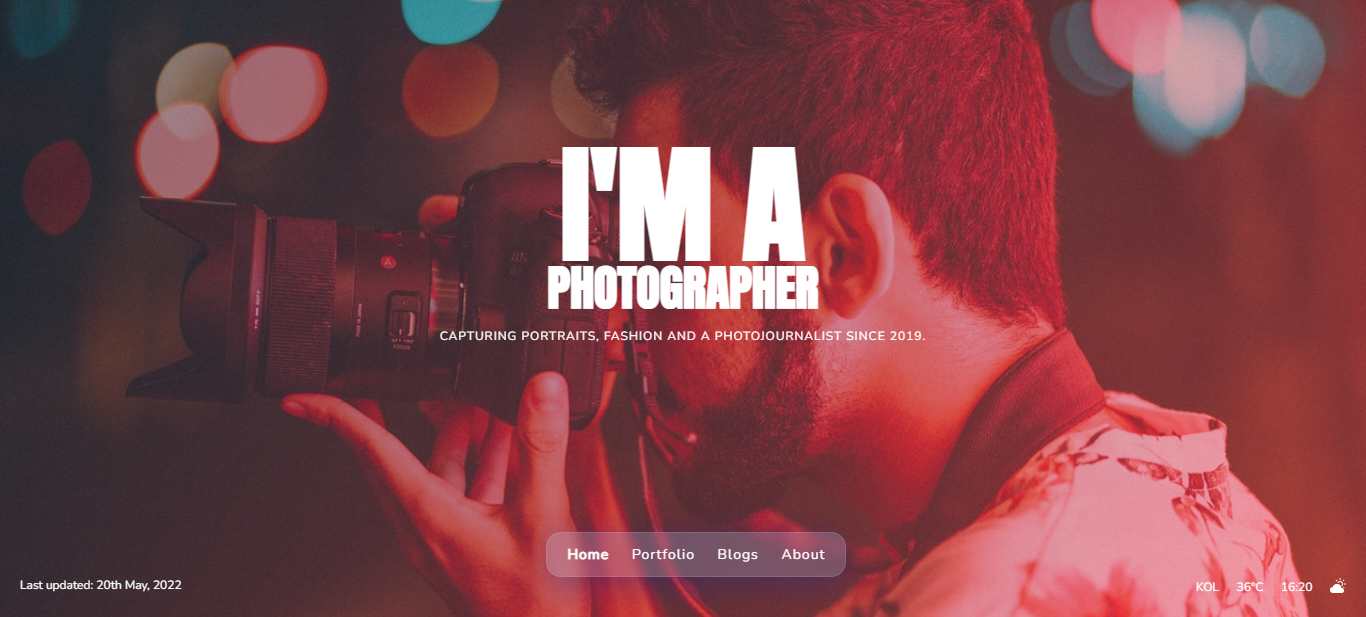 I'M A
PHOTOGRAPHER
CAPTURING PORTRAITS, FASHION AND A PHOTOJOURNALIST SINCE 2019.
Home Portfolio Blogs About
Last updated: 20th May, 2022
KOL 36°C 16:20